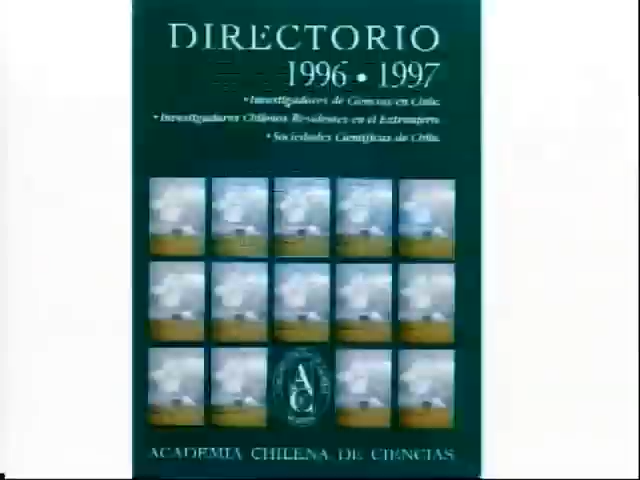 DIRECTORIO
1996 • 1997
• Investigadores de Ciencias en Chile.
• Investigadores Chilenos Residentes en el Extranjero
• Sociedades Científicas de Chile.
AC
ACADEMIA CHILENA DE CIENCIAS